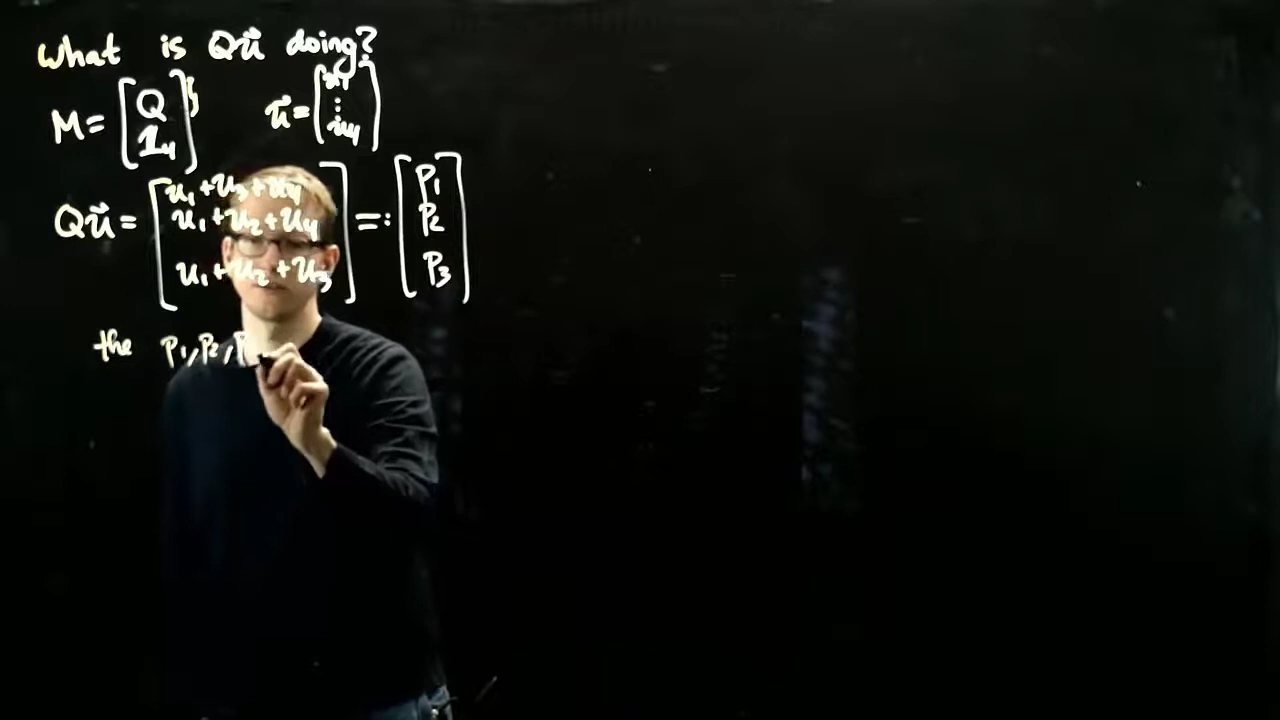 What is Qu⃗ doing?
M = [Q 1₄] u⃗ = [u₁ ⋮ u₄]
Qu⃗ = [u₁+u₃+u₄ u₁+u₂+u₄ u₁+u₂+u₃] =: [p₁ p₂ p₃]
the p₁, p₂, p